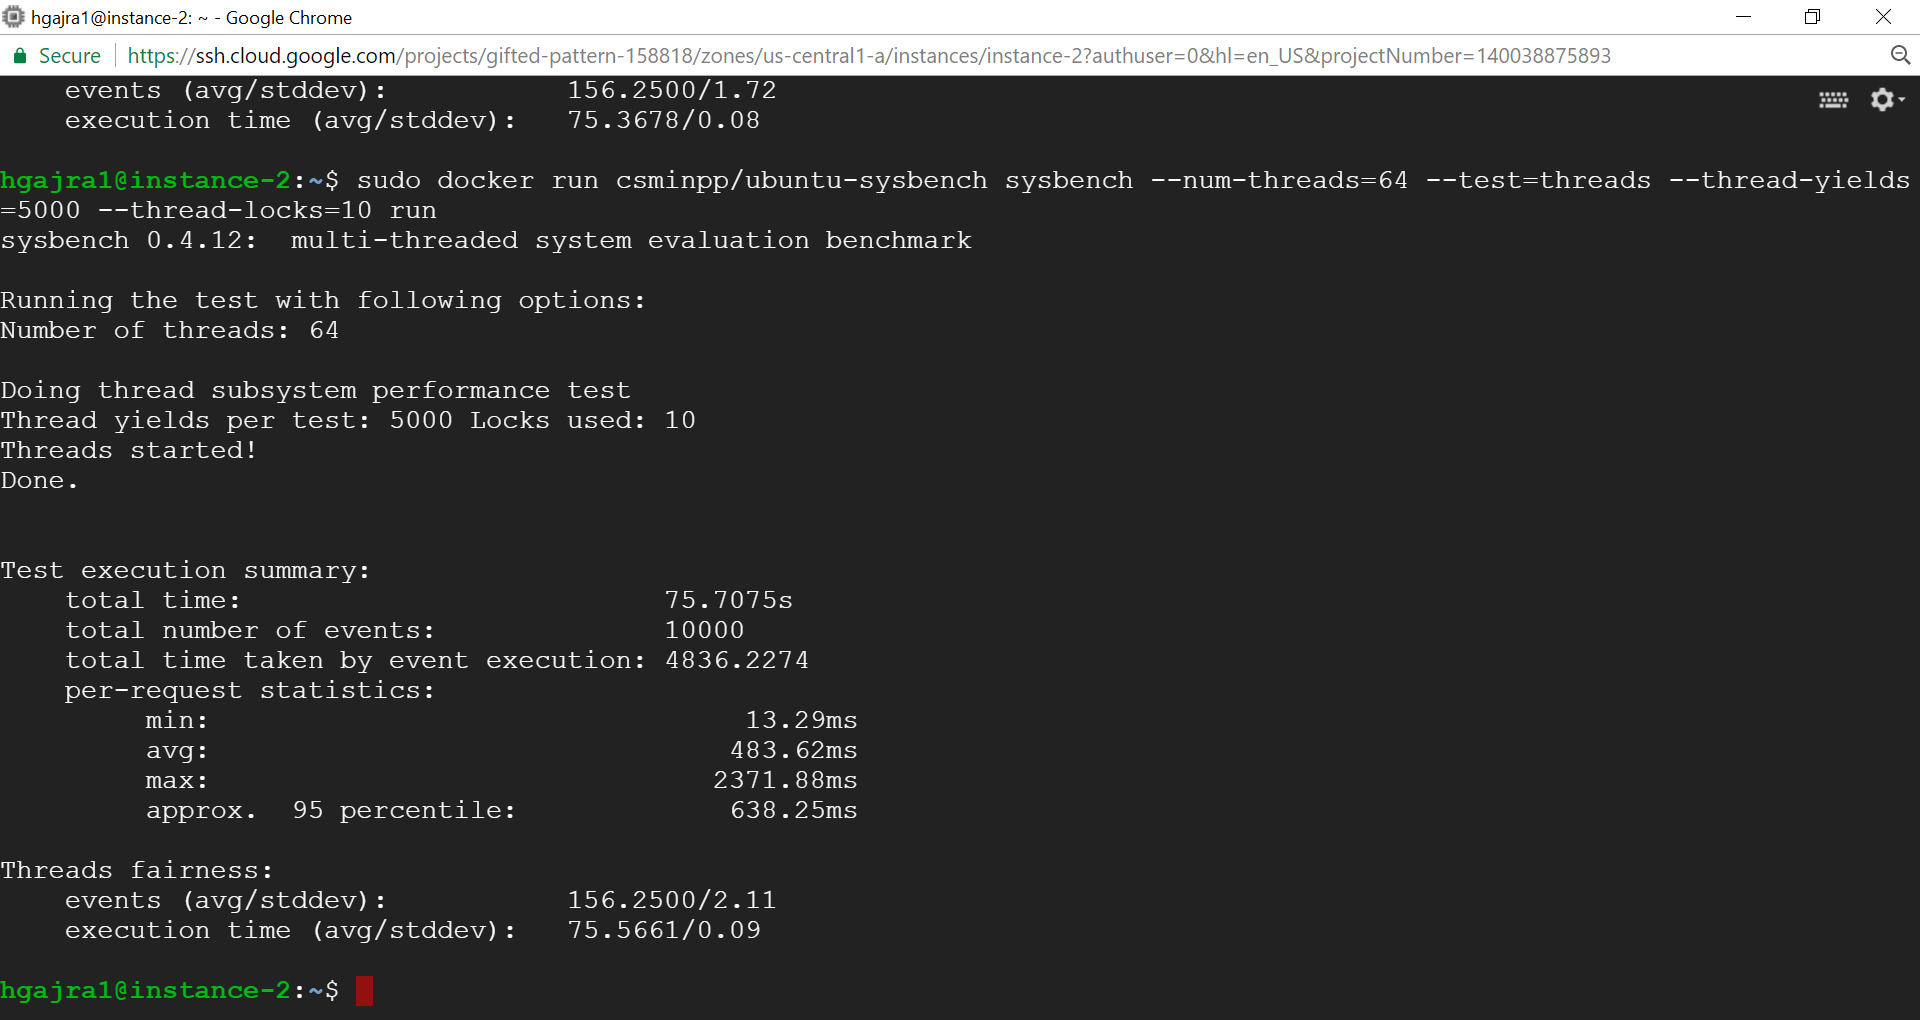 hgajra1@instance-2: ~ - Google Chrome
Secure https://ssh.cloud.google.com/projects/gifted-pattern-158818/zones/us-central1-a/instances/instance-2?authuser=0&hl=en_US&projectNumber=140038875893
events (avg/stddev): 156.2500/1.72
execution time (avg/stddev): 75.3678/0.08
hgajra1@instance-2:~$ sudo docker run csminpp/ubuntu-sysbench sysbench --num-threads=64 --test=threads --thread-yields
=5000 --thread-locks=10 run
sysbench 0.4.12: multi-threaded system evaluation benchmark
Running the test with following options:
Number of threads: 64
Doing thread subsystem performance test
Thread yields per test: 5000 Locks used: 10
Threads started!
Done.
Test execution summary:
total time: 75.7075s
total number of events: 10000
total time taken by event execution: 4836.2274
per-request statistics:
min: 13.29ms
avg: 483.62ms
max: 2371.88ms
approx. 95 percentile: 638.25ms
Threads fairness:
events (avg/stddev): 156.2500/2.11
execution time (avg/stddev): 75.5661/0.09
hgajra1@instance-2:~$